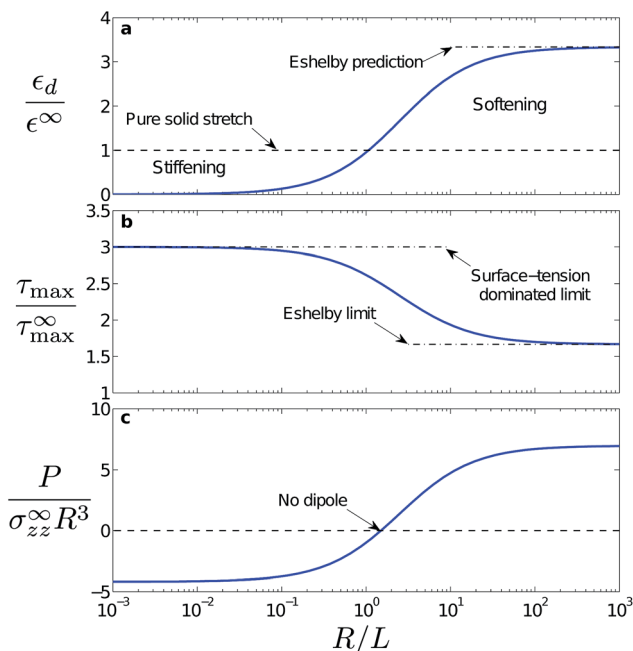 a
4
3
2
1
0
ϵ_d / ϵ^∞
Eshelby prediction
Softening
Pure solid stretch
Stiffening
b
3.5
3
2.5
2
1.5
1
τ_max / τ_max^∞
Surface−tension
dominated limit
Eshelby limit
c
10
5
0
−5
P / σ_zz^∞ R^3
No dipole
10^−3 10^−2 10^−1 10^0 10^1 10^2 10^3
R/L